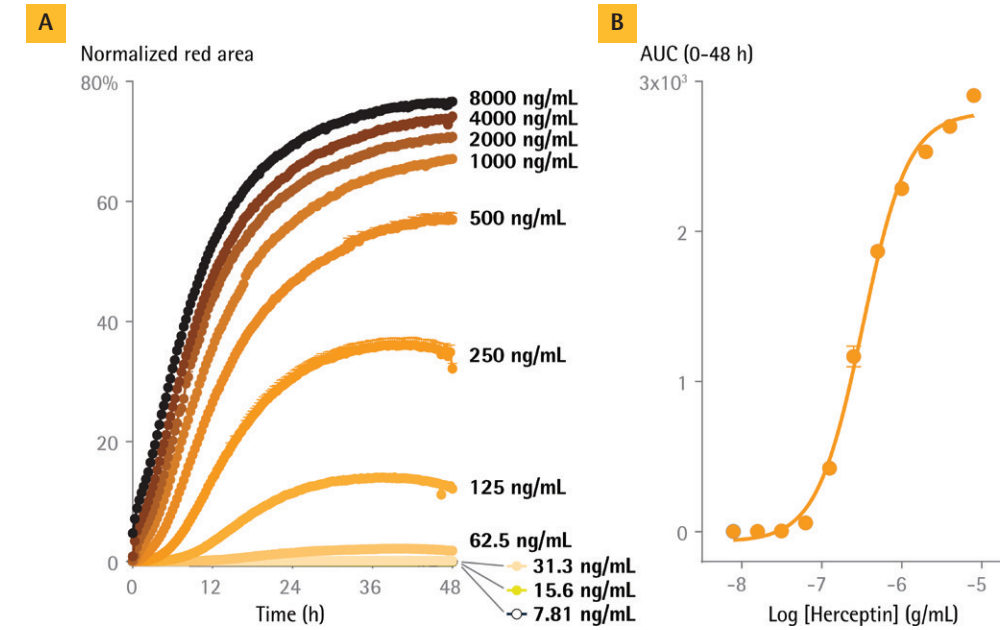 A
Normalized red area
80%
60
40
20
0
0 12 24 36 48
Time (h)
8000 ng/mL
4000 ng/mL
2000 ng/mL
1000 ng/mL
500 ng/mL
250 ng/mL
125 ng/mL
62.5 ng/mL
31.3 ng/mL
15.6 ng/mL
7.81 ng/mL
B
AUC (0-48 h)
3x10³
2
1
0
-8 -7 -6 -5
Log [Herceptin] (g/mL)